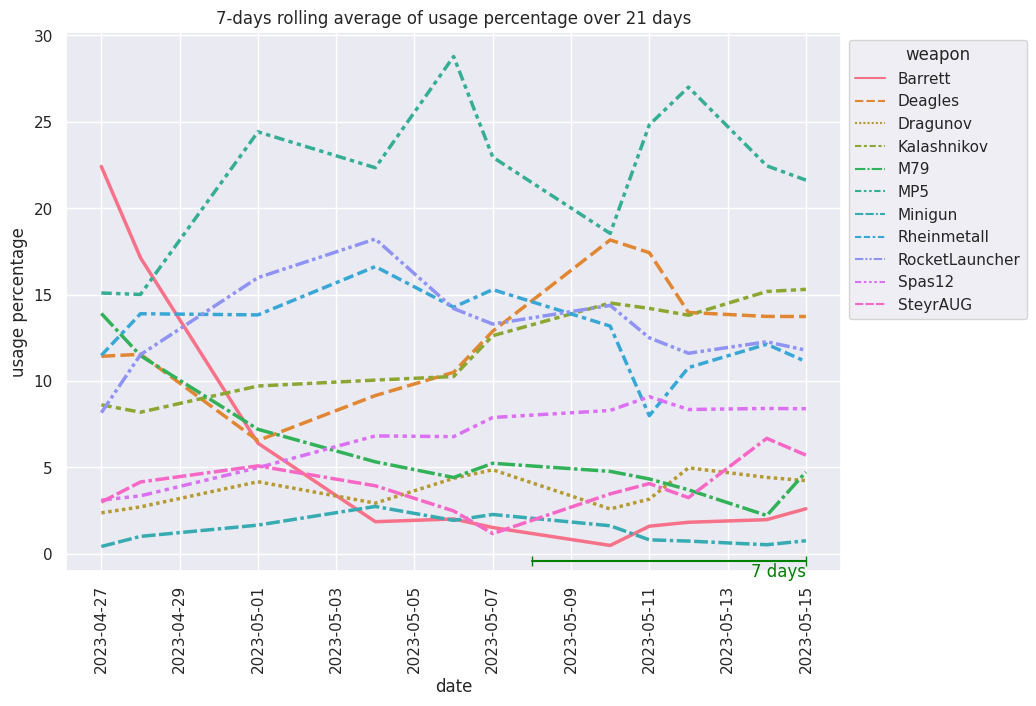 7-days rolling average of usage percentage over 21 days
usage percentage
30
25
20
15
10
5
0
7 days
2023-04-27
2023-04-29
2023-05-01
2023-05-03
2023-05-05
2023-05-07
2023-05-09
2023-05-11
2023-05-13
2023-05-15
date
weapon
Barrett
Deagles
Dragunov
Kalashnikov
M79
MP5
Minigun
Rheinmetall
RocketLauncher
Spas12
SteyrAUG